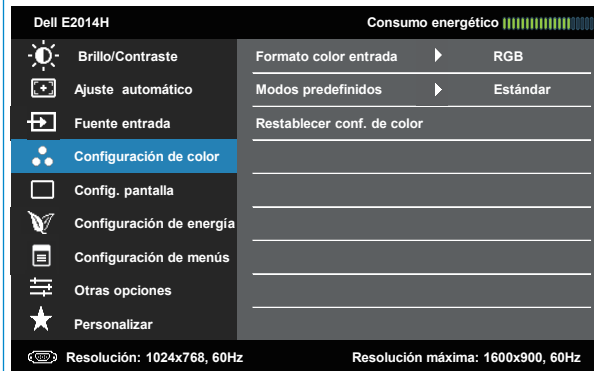 Dell E2014H Consumo energético
Brillo/Contraste Formato color entrada RGB
Ajuste automático Modos predefinidos Estándar
Fuente entrada Restablecer conf. de color
Configuración de color
Config. pantalla
Configuración de energía
Configuración de menús
Otras opciones
Personalizar
Resolución: 1024x768, 60Hz Resolución máxima: 1600x900, 60Hz